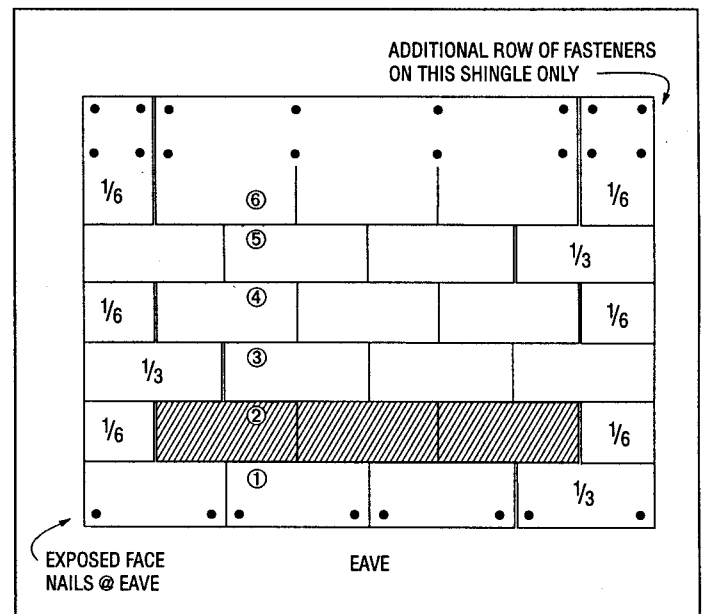 ADDITIONAL ROW OF FASTENERS
ON THIS SHINGLE ONLY
1/6 ⑥ 1/6
⑤ 1/3
1/6 ④ 1/6
1/3 ③
1/6 ② 1/6
① 1/3
EXPOSED FACE
NAILS @ EAVE
EAVE